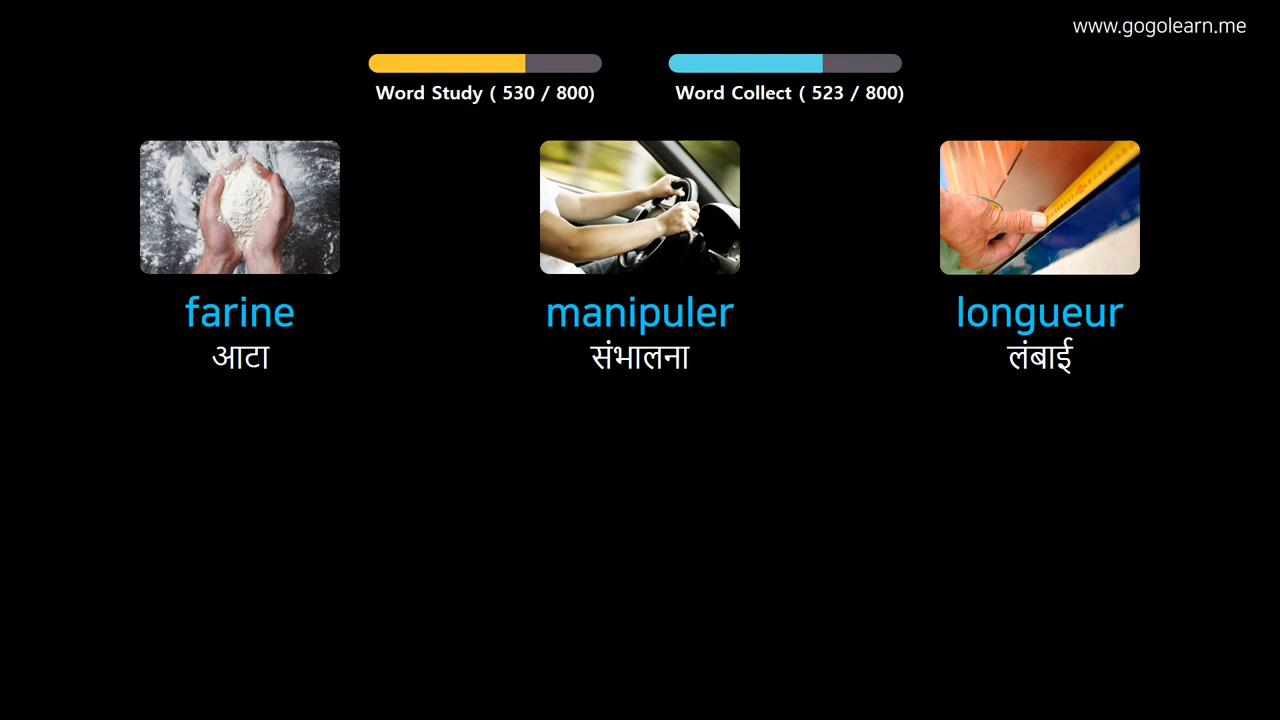 www.gogolearn.me
Word Study ( 530 / 800)
Word Collect ( 523 / 800)
farine
आटा
manipuler
संभालना
longueur
लंबाई